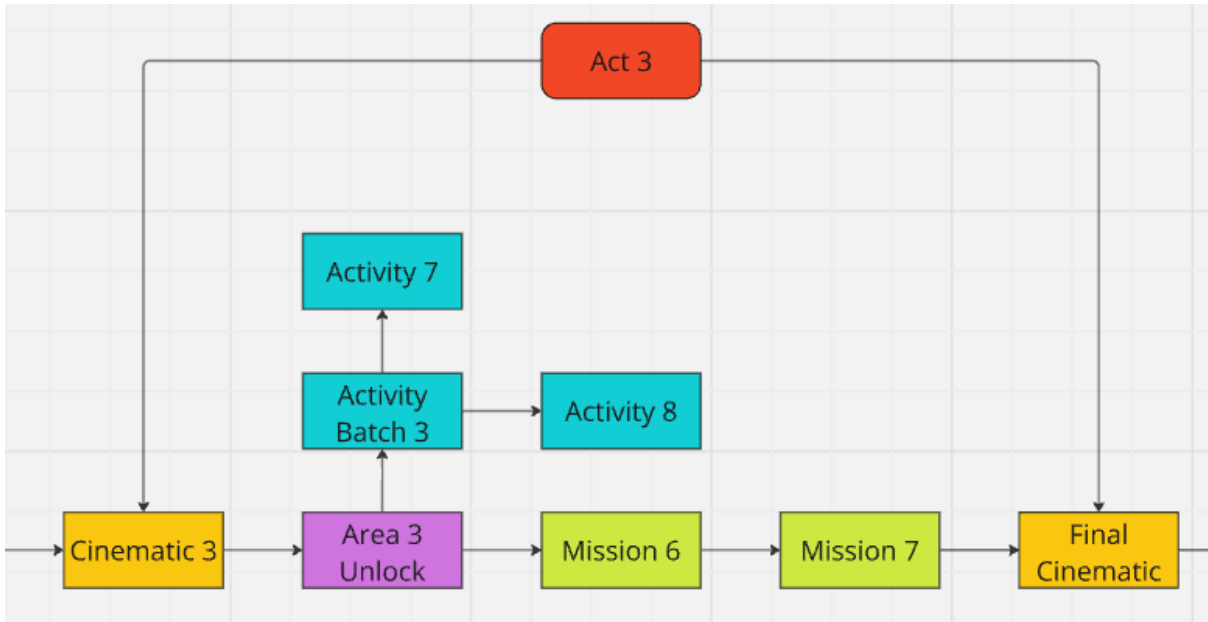 Act 3
Activity 7
Activity
Batch 3
Activity 8
Cinematic 3
Area 3
Unlock
Mission 6
Mission 7
Final
Cinematic